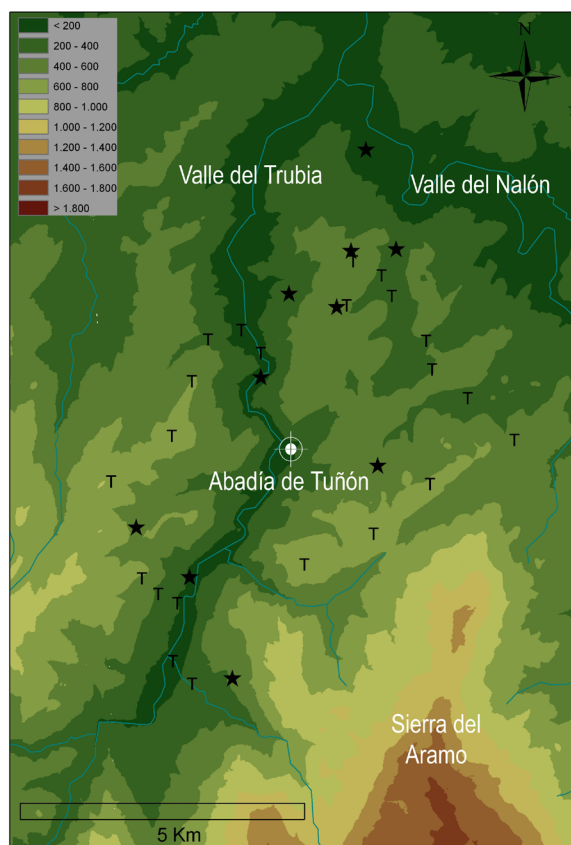 < 200
200 - 400
400 - 600
600 - 800
800 - 1.000
1.000 - 1.200
1.200 - 1.400
1.400 - 1.600
1.600 - 1.800
> 1.800
N
Valle del Trubia
Valle del Nalón
T
T
T
T
T
T
T
T
T
T
T
T
T
Abadía de Tuñón
T
T
T
T
T
T
T
T
T
Sierra del
Aramo
5 Km